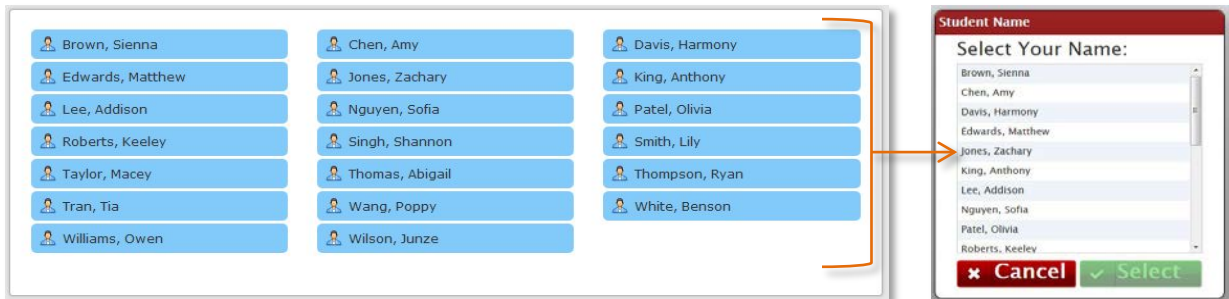 Brown, Sienna
Chen, Amy
Davis, Harmony
Edwards, Matthew
Jones, Zachary
King, Anthony
Lee, Addison
Nguyen, Sofia
Patel, Olivia
Roberts, Keeley
Singh, Shannon
Smith, Lily
Taylor, Macey
Thomas, Abigail
Thompson, Ryan
Tran, Tia
Wang, Poppy
White, Benson
Williams, Owen
Wilson, Junze
Student Name
Select Your Name:
Brown, Sienna
Chen, Amy
Davis, Harmony
Edwards, Matthew
Jones, Zachary
King, Anthony
Lee, Addison
Nguyen, Sofia
Patel, Olivia
Roberts, Keeley
Cancel
Select